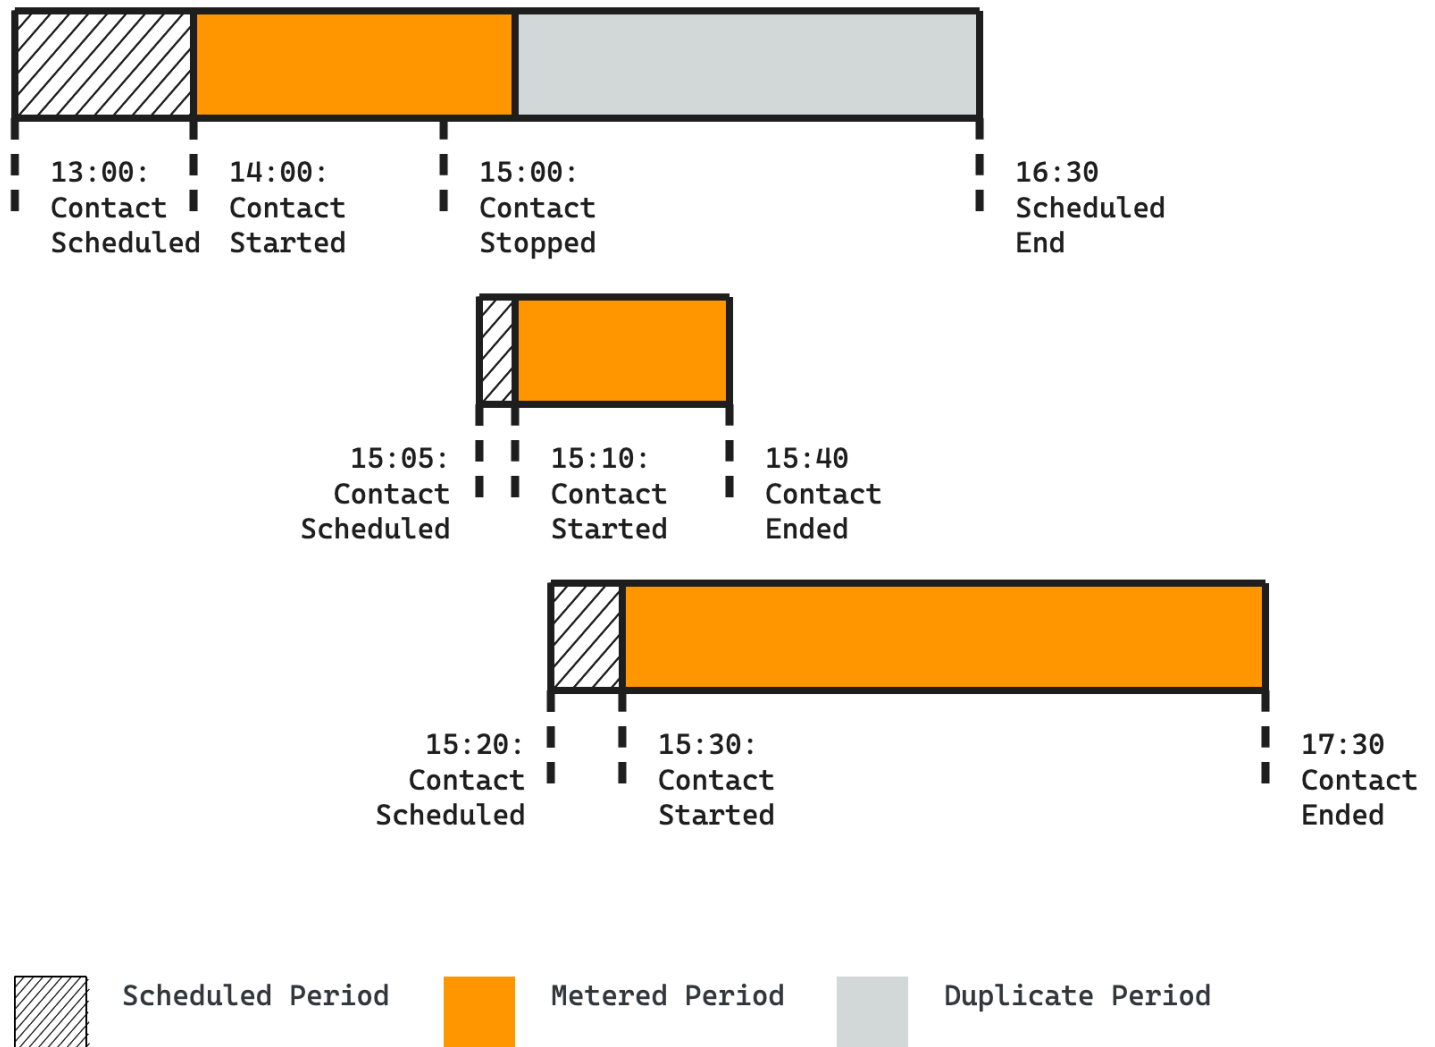 13:00:
Contact
Scheduled
14:00:
Contact
Started
15:00:
Contact
Stopped
16:30
Scheduled
End
15:05:
Contact
Scheduled
15:10:
Contact
Started
15:40
Contact
Ended
15:20:
Contact
Scheduled
15:30:
Contact
Started
17:30
Contact
Ended
Scheduled Period
Metered Period
Duplicate Period